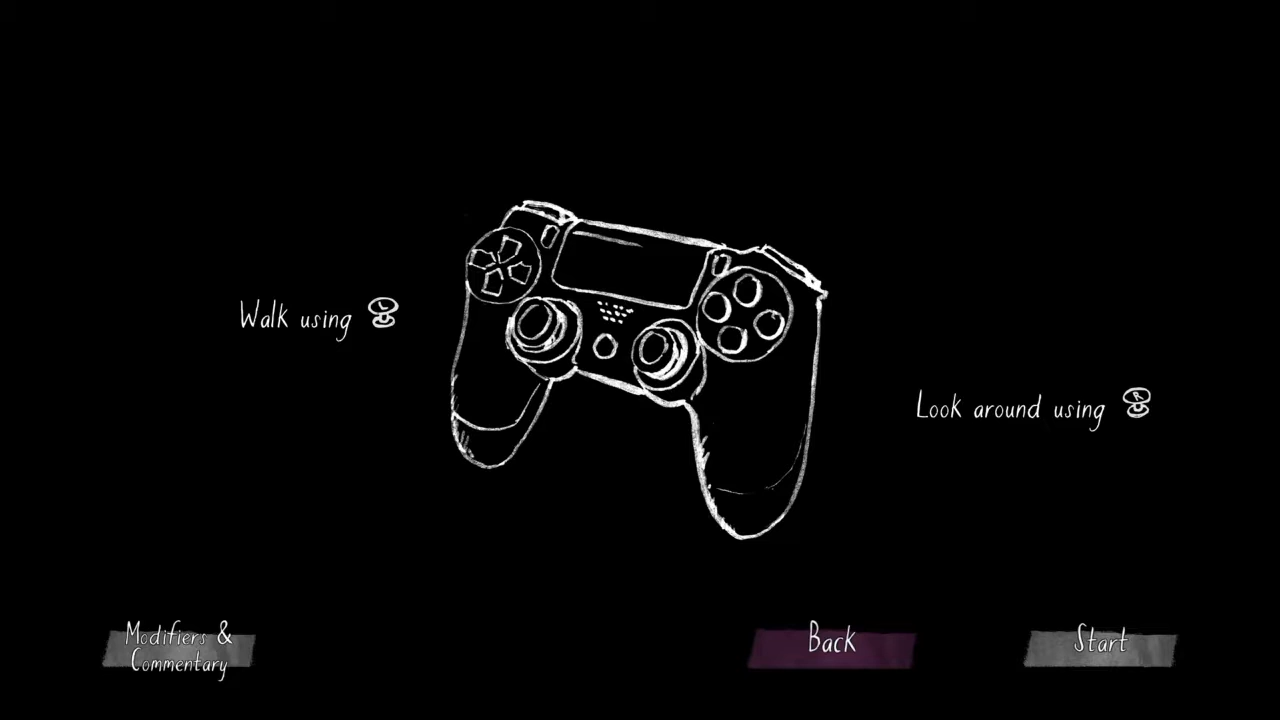 Walk using L
Look around using R
Modifiers &
Commentary
Back
Start